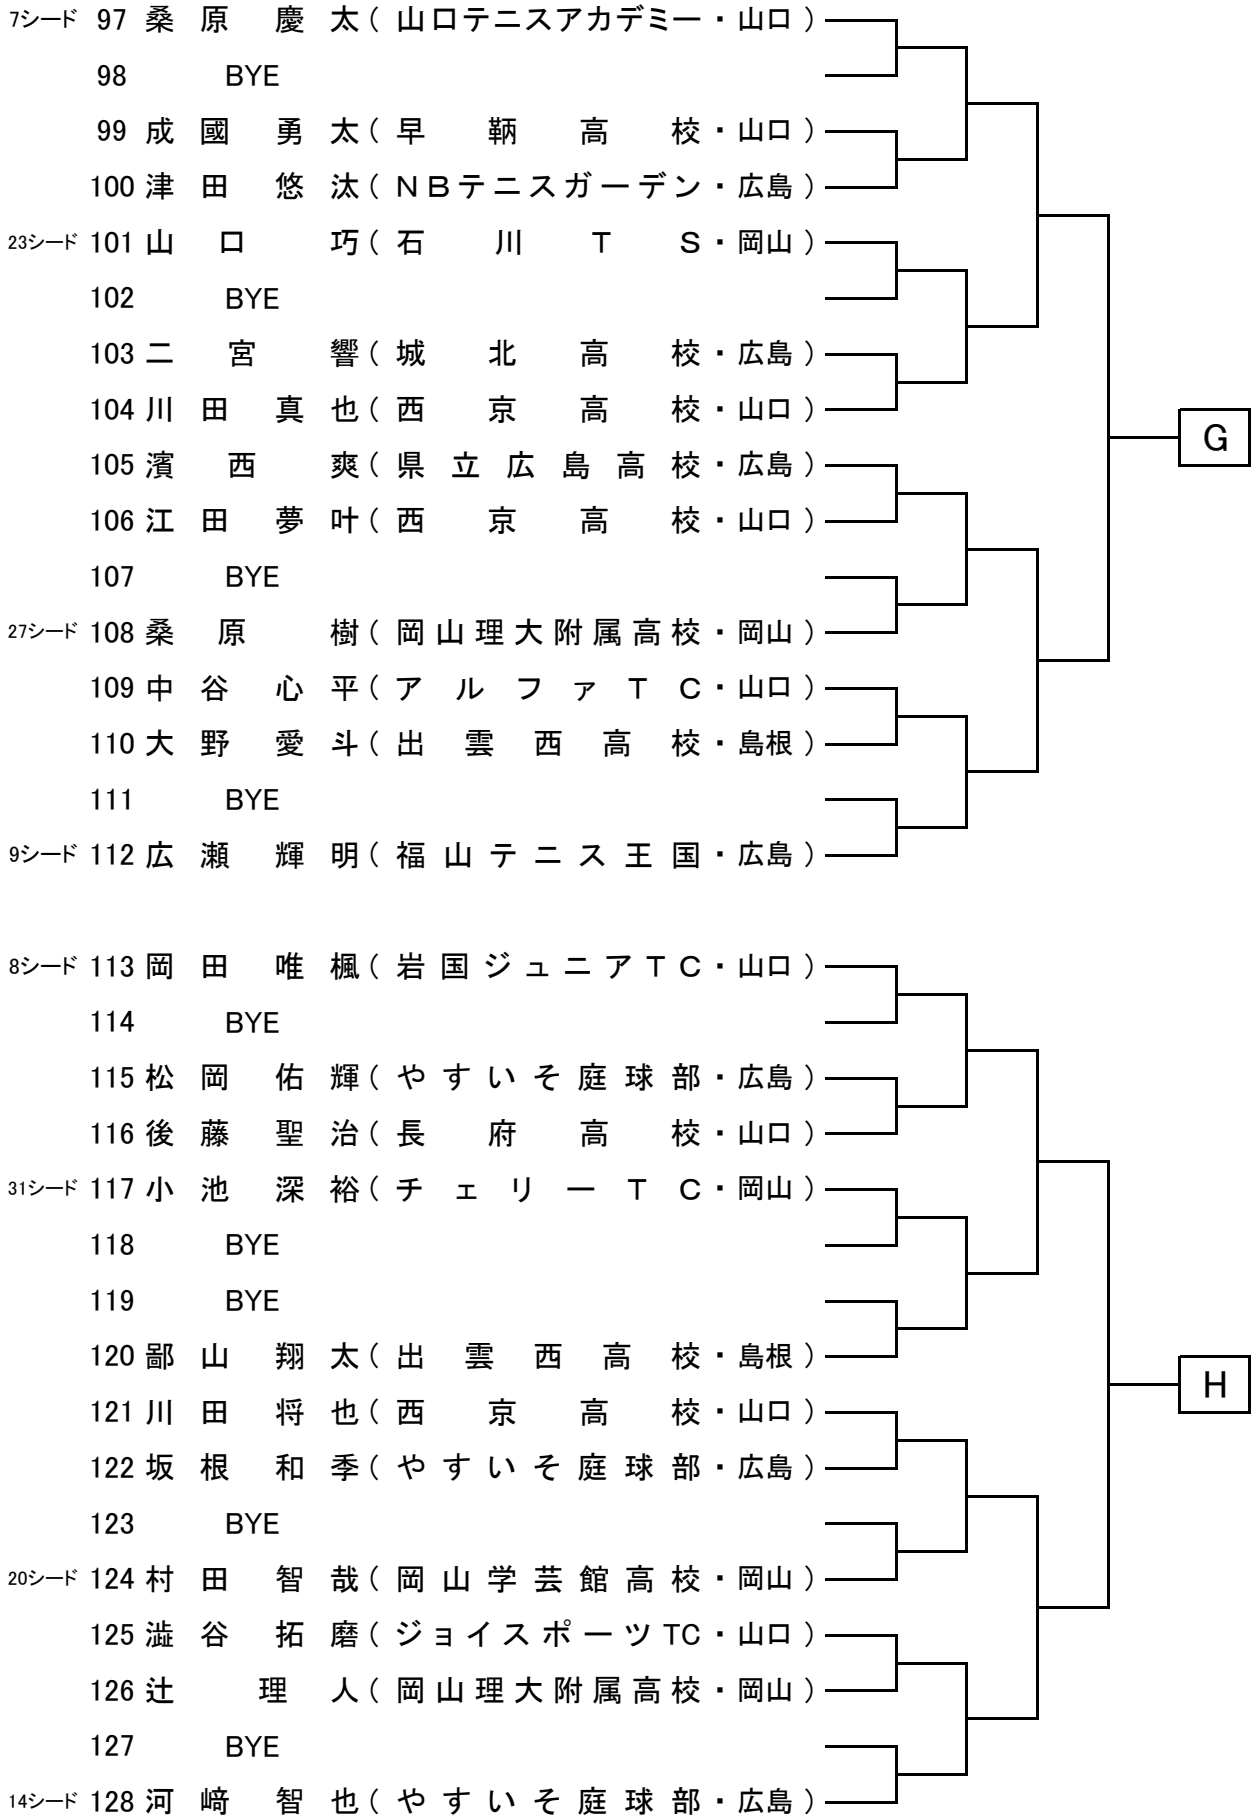 7シード 97 桑原 慶太(山口テニスアカデミー・山口)
98 BYE
99 成國 勇太(早鞆高校・山口)
100 津田 悠汰(NBテニスガーデン・広島)
23シード 101 山口 巧(石川TS・岡山)
102 BYE
103 二宮 響(城北高校・広島)
104 川田 真也(西京高校・山口)
G
105 濱西 爽(県立広島高校・広島)
106 江田 夢叶(西京高校・山口)
107 BYE
27シード 108 桑原 樹(岡山理大附属高校・岡山)
109 中谷 心平(アルファTC・山口)
110 大野 愛斗(出雲西高校・島根)
111 BYE
9シード 112 広瀬 輝明(福山テニス王国・広島)
8シード 113 岡田 唯楓(岩国ジュニアTC・山口)
114 BYE
115 松岡 佑輝(やすいそ庭球部・広島)
116 後藤 聖治(長府高校・山口)
31シード 117 小池 深裕(チェリーTC・岡山)
118 BYE
119 BYE
120 鄙山 翔太(出雲西高校・島根)
H
121 川田 将也(西京高校・山口)
122 坂根 和季(やすいそ庭球部・広島)
123 BYE
20シード 124 村田 智哉(岡山学芸館高校・岡山)
125 澁谷 拓磨(ジョイスポーツTC・山口)
126 辻 理人(岡山理大附属高校・岡山)
127 BYE
14シード 128 河﨑 智也(やすいそ庭球部・広島)